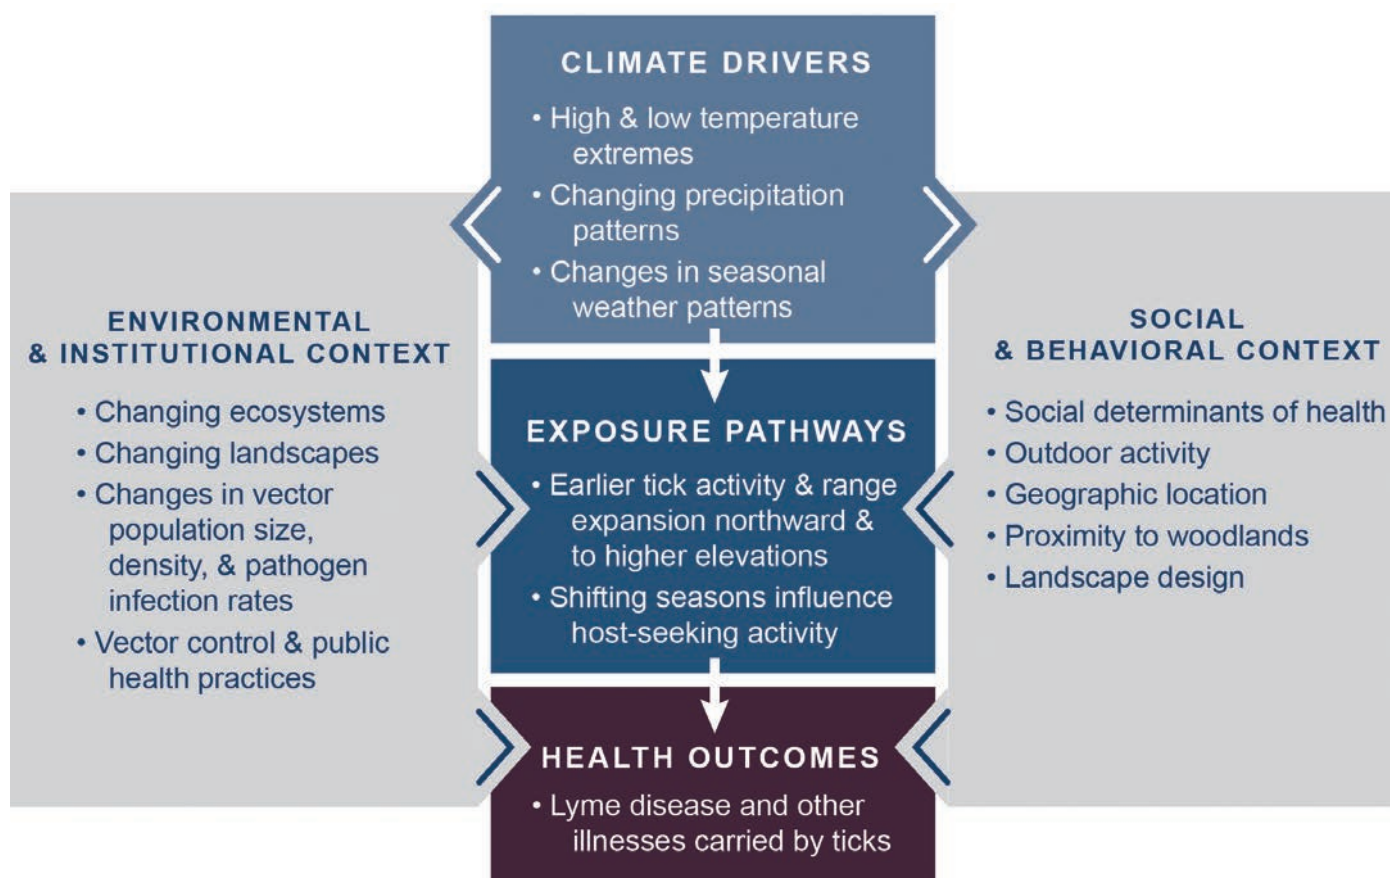 CLIMATE DRIVERS
• High & low temperature
extremes
• Changing precipitation
patterns
• Changes in seasonal
weather patterns
ENVIRONMENTAL
& INSTITUTIONAL CONTEXT
• Changing ecosystems
• Changing landscapes
• Changes in vector
population size,
density, & pathogen
infection rates
• Vector control & public
health practices
EXPOSURE PATHWAYS
• Earlier tick activity & range
expansion northward &
to higher elevations
• Shifting seasons influence
host-seeking activity
SOCIAL
& BEHAVIORAL CONTEXT
• Social determinants of health
• Outdoor activity
• Geographic location
• Proximity to woodlands
• Landscape design
HEALTH OUTCOMES
• Lyme disease and other
illnesses carried by ticks